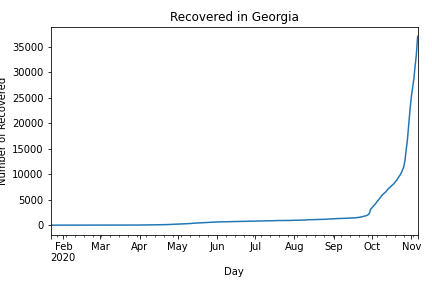 Recovered in Georgia
Number of Recovered
35000
30000
25000
20000
15000
10000
5000
0
Feb Mar Apr May Jun Jul Aug Sep Oct Nov
2020
Day